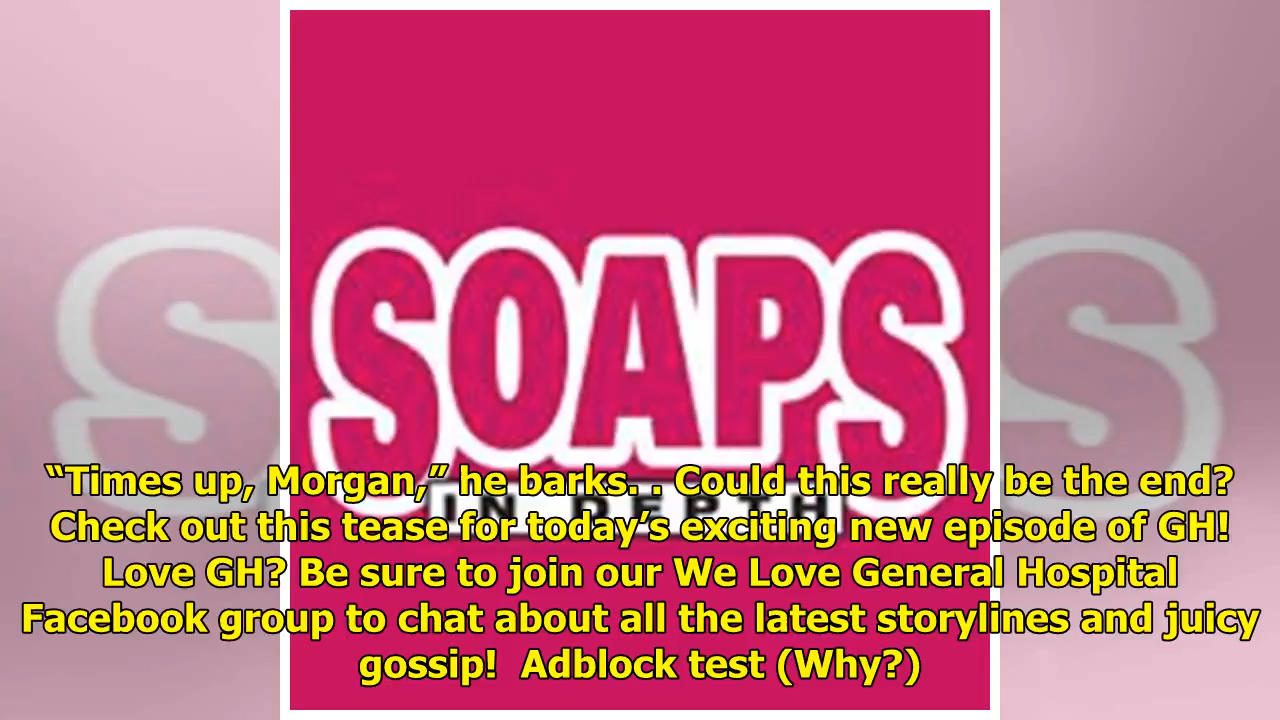 SOAPS
IN DEPTH
“Times up, Morgan,” he barks. . Could this really be the end?
Check out this tease for today’s exciting new episode of GH!
Love GH? Be sure to join our We Love General Hospital
Facebook group to chat about all the latest storylines and juicy
gossip!  Adblock test (Why?)